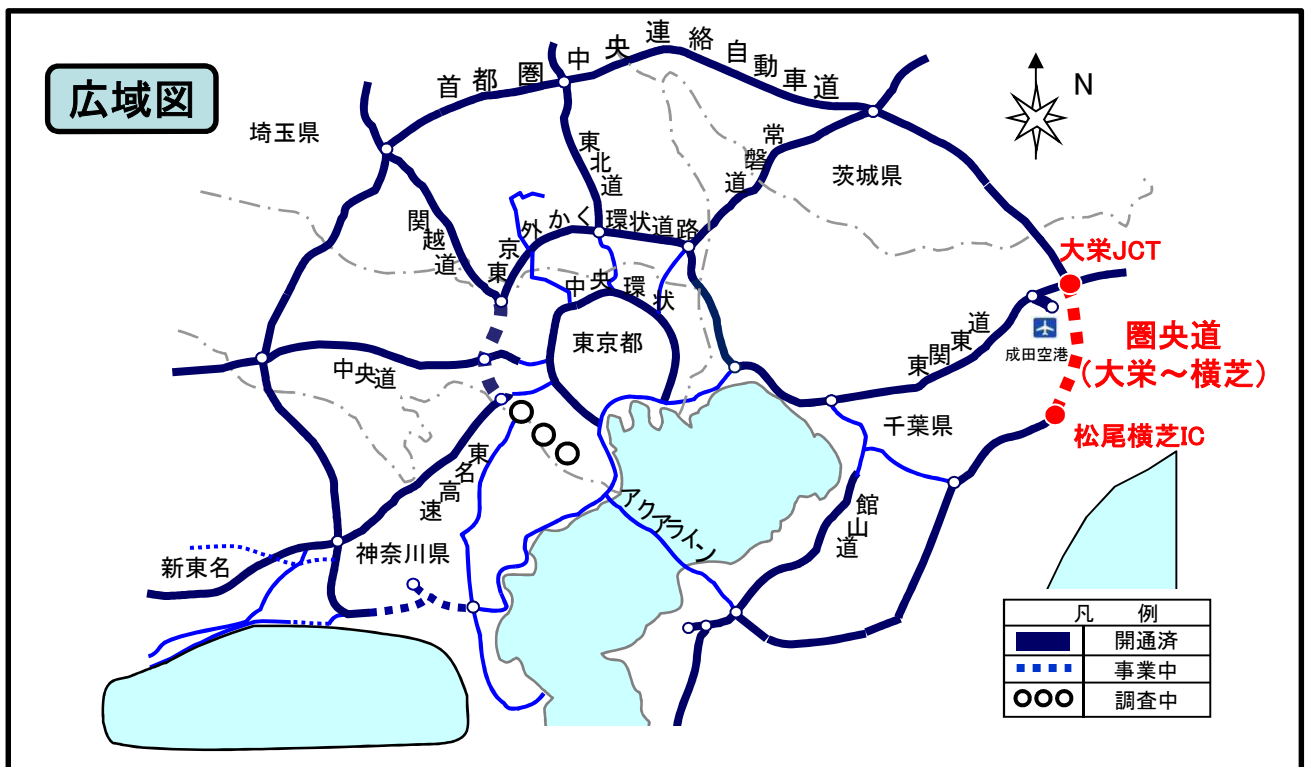 広域図
首都圏中央連絡自動車道
N
埼玉県
東北道
常磐道
茨城県
関越道
東京外かく環状道路
大栄JCT
中央環状
東京都
東関東道
成田空港
圏央道
(大栄～横芝)
中央道
千葉県
松尾横芝IC
東名高速
アクアライン
館山道
新東名
神奈川県
凡 例
開通済
事業中
調査中